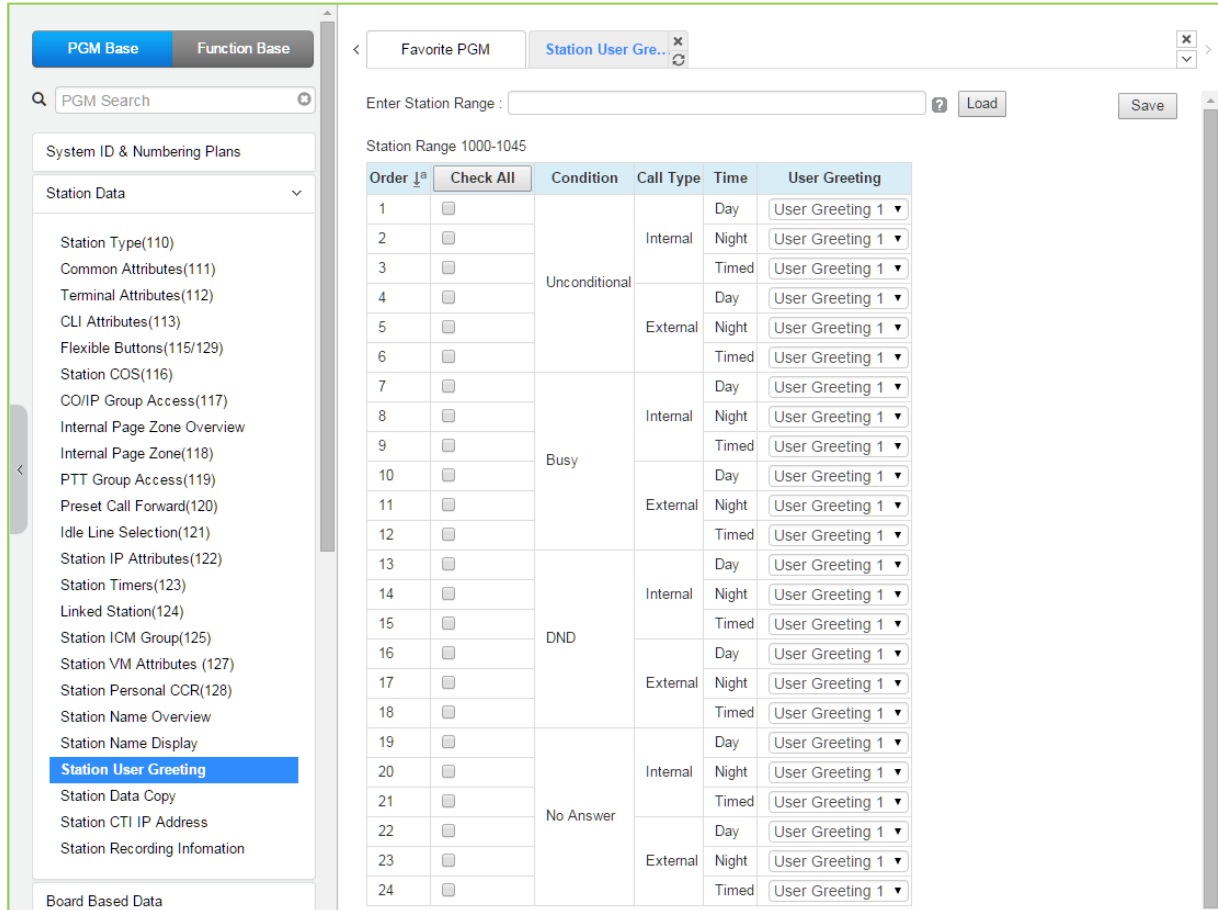 PGM Base Function Base
PGM Search
System ID & Numbering Plans
Station Data
Station Type(110)
Common Attributes(111)
Terminal Attributes(112)
CLI Attributes(113)
Flexible Buttons(115/129)
Station COS(116)
CO/IP Group Access(117)
Internal Page Zone Overview
Internal Page Zone(118)
PTT Group Access(119)
Preset Call Forward(120)
Idle Line Selection(121)
Station IP Attributes(122)
Station Timers(123)
Linked Station(124)
Station ICM Group(125)
Station VM Attributes (127)
Station Personal CCR(128)
Station Name Overview
Station Name Display
Station User Greeting
Station Data Copy
Station CTI IP Address
Station Recording Infomation
Board Based Data
Favorite PGM Station User Gre...
Enter Station Range : Load Save
Station Range 1000-1045
Order Check All Condition Call Type Time User Greeting
1 Unconditional Internal Day User Greeting 1
2 Night User Greeting 1
3 Timed User Greeting 1
4 External Day User Greeting 1
5 Night User Greeting 1
6 Timed User Greeting 1
7 Busy Internal Day User Greeting 1
8 Night User Greeting 1
9 Timed User Greeting 1
10 External Day User Greeting 1
11 Night User Greeting 1
12 Timed User Greeting 1
13 DND Internal Day User Greeting 1
14 Night User Greeting 1
15 Timed User Greeting 1
16 External Day User Greeting 1
17 Night User Greeting 1
18 Timed User Greeting 1
19 No Answer Internal Day User Greeting 1
20 Night User Greeting 1
21 Timed User Greeting 1
22 External Day User Greeting 1
23 Night User Greeting 1
24 Timed User Greeting 1